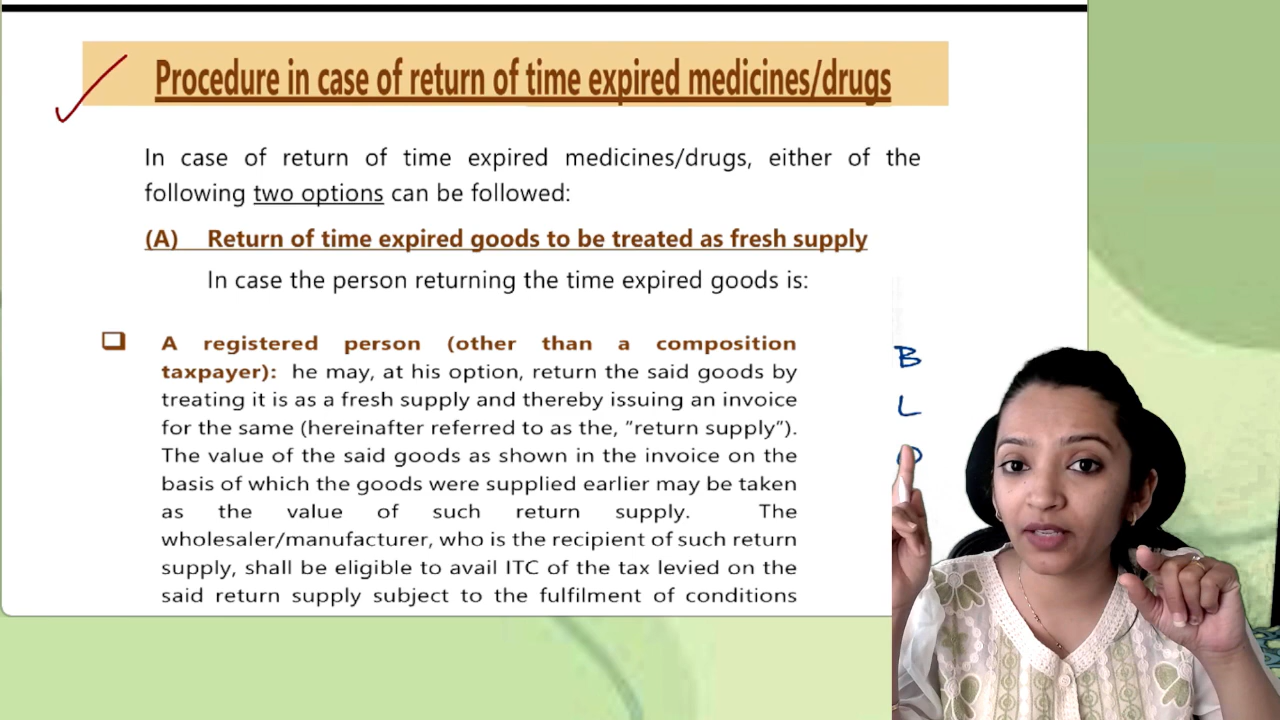 Procedure in case of return of time expired medicines/drugs
In case of return of time expired medicines/drugs, either of the
following two options can be followed:
(A) Return of time expired goods to be treated as fresh supply
In case the person returning the time expired goods is:
A registered person (other than a composition
taxpayer): he may, at his option, return the said goods by
treating it is as a fresh supply and thereby issuing an invoice
for the same (hereinafter referred to as the, "return supply").
The value of the said goods as shown in the invoice on the
basis of which the goods were supplied earlier may be taken
as the value of such return supply. The
wholesaler/manufacturer, who is the recipient of such return
supply, shall be eligible to avail ITC of the tax levied on the
said return supply subject to the fulfilment of conditions
B
L